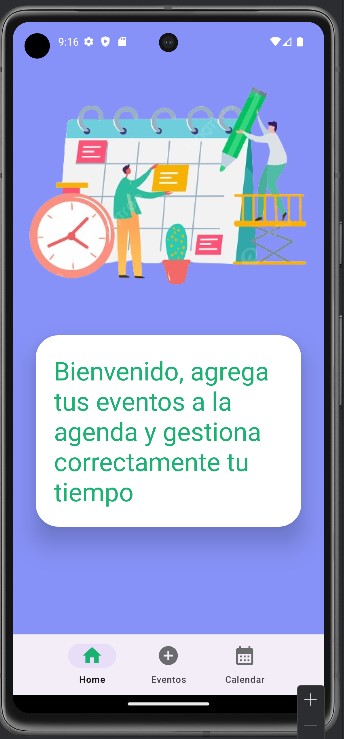 9:16
Bienvenido, agrega
tus eventos a la
agenda y gestiona
correctamente tu
tiempo
Home Eventos Calendar